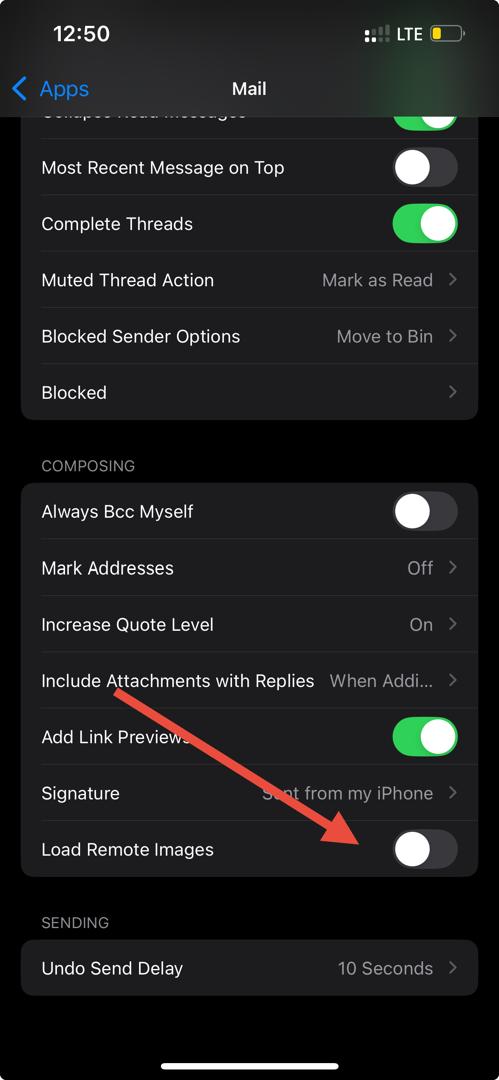 12:50 LTE
Apps Mail
Collapse Read Messages
Most Recent Message on Top
Complete Threads
Muted Thread Action Mark as Read
Blocked Sender Options Move to Bin
Blocked
COMPOSING
Always Bcc Myself
Mark Addresses Off
Increase Quote Level On
Include Attachments with Replies When Addi...
Add Link Previews
Signature Sent from my iPhone
Load Remote Images
SENDING
Undo Send Delay 10 Seconds